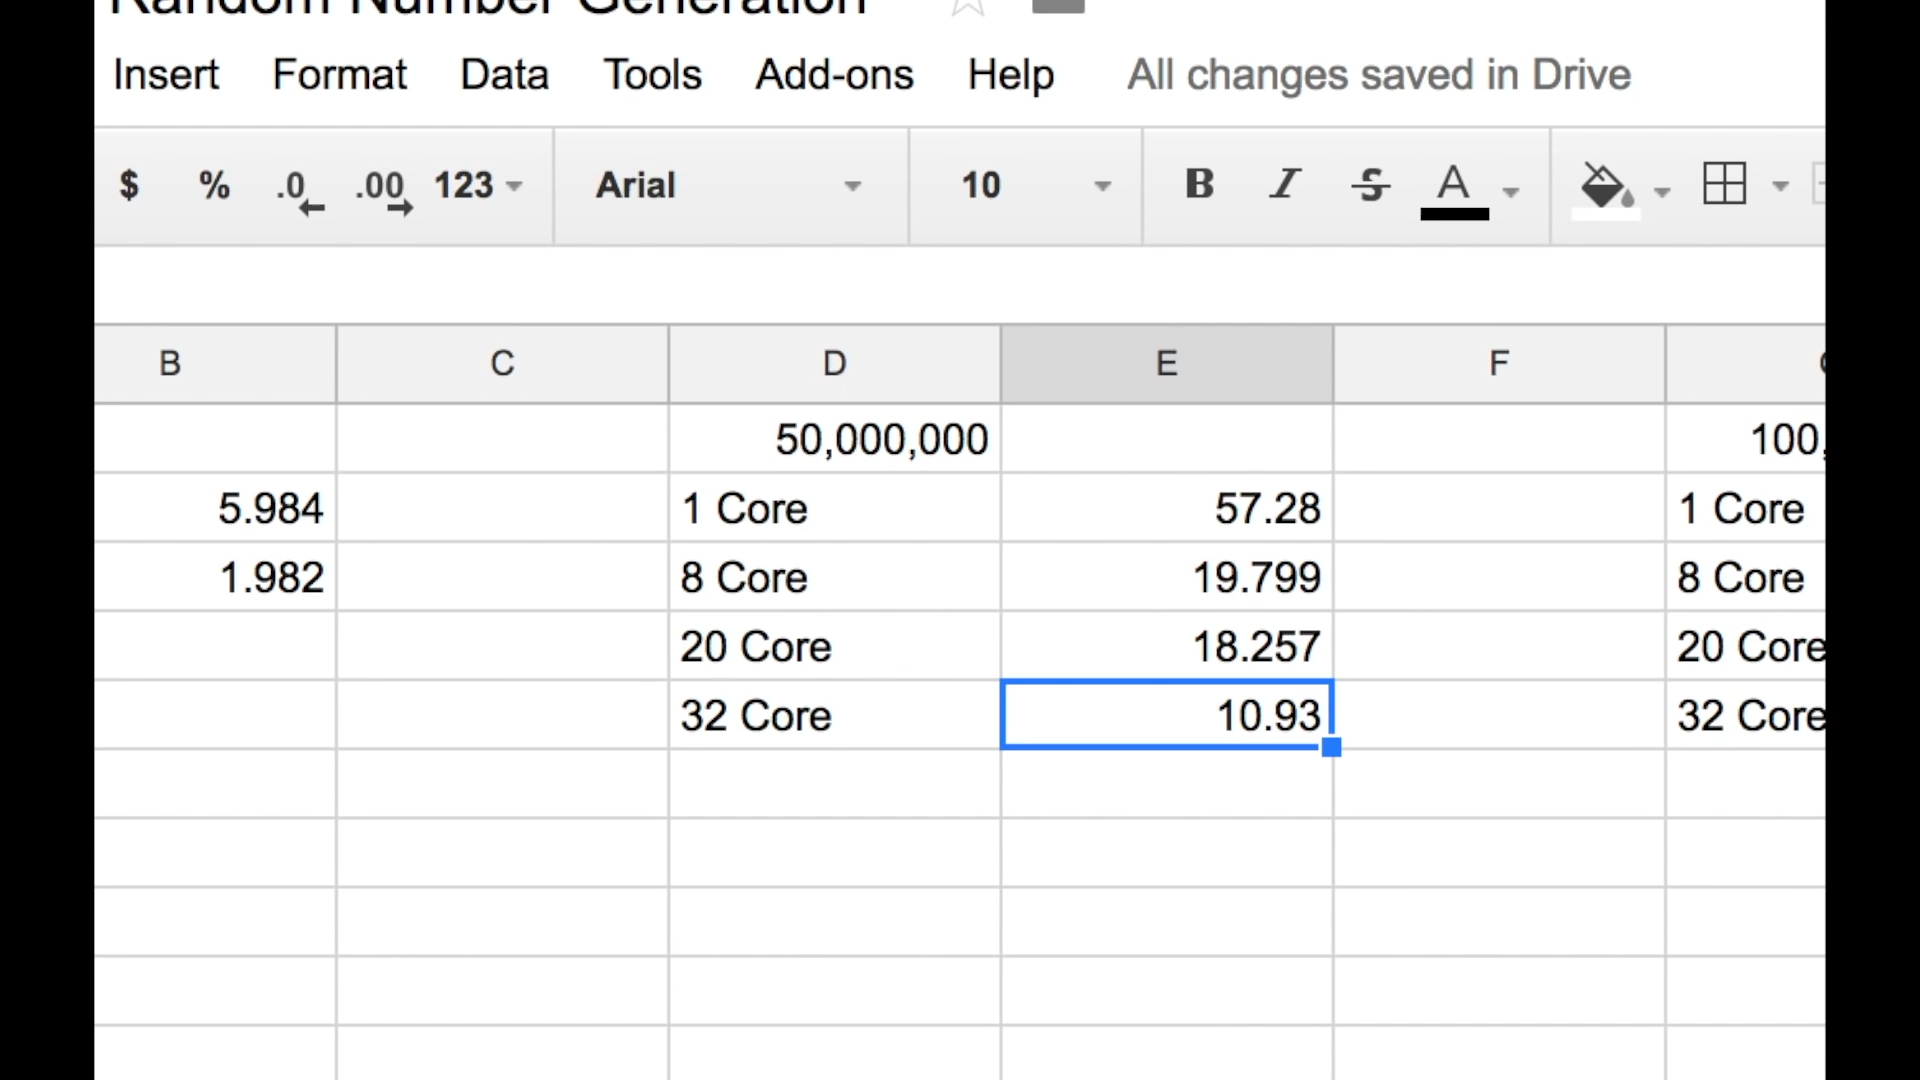 Random Number Generation
Insert Format Data Tools Add-ons Help All changes saved in Drive
$ % .0 .00 123 Arial 10 B I S A
B C D E F
50,000,000 100,
5.984 1 Core 57.28 1 Core
1.982 8 Core 19.799 8 Core
20 Core 18.257 20 Core
32 Core 10.93 32 Core